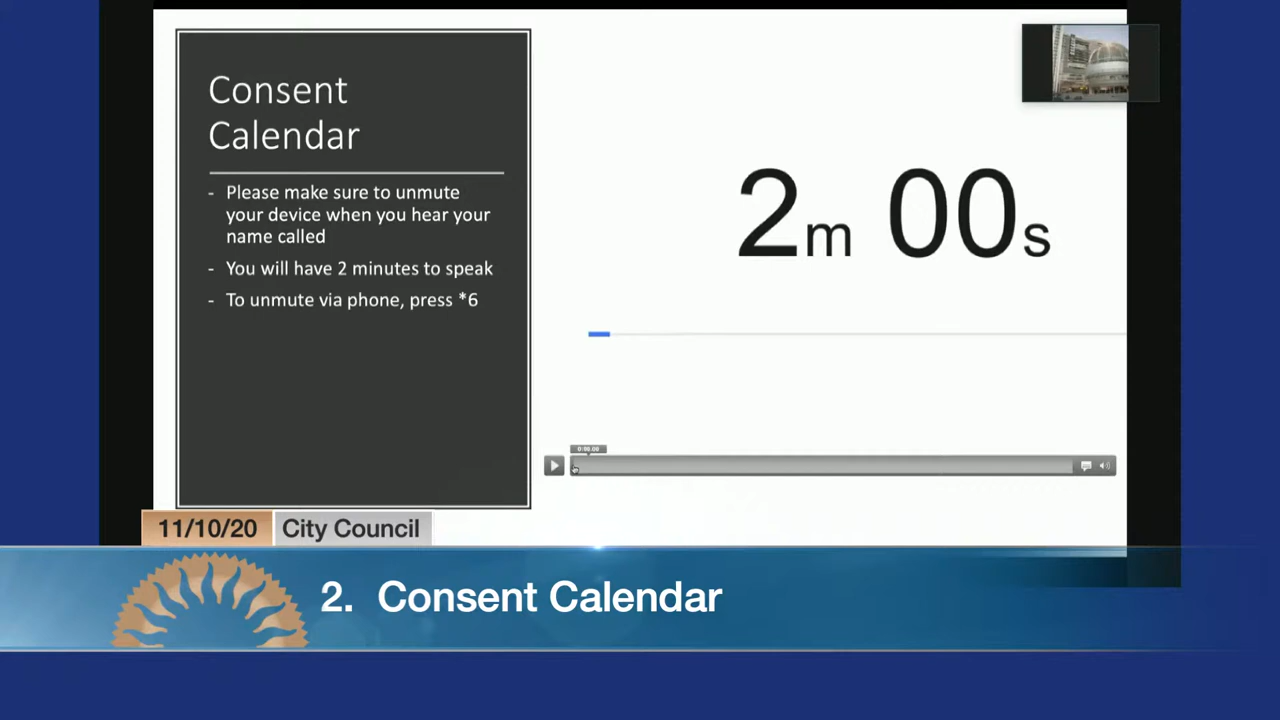 Consent
Calendar
- Please make sure to unmute
your device when you hear your
name called
- You will have 2 minutes to speak
- To unmute via phone, press *6
2m 00s
11/10/20 City Council
2. Consent Calendar